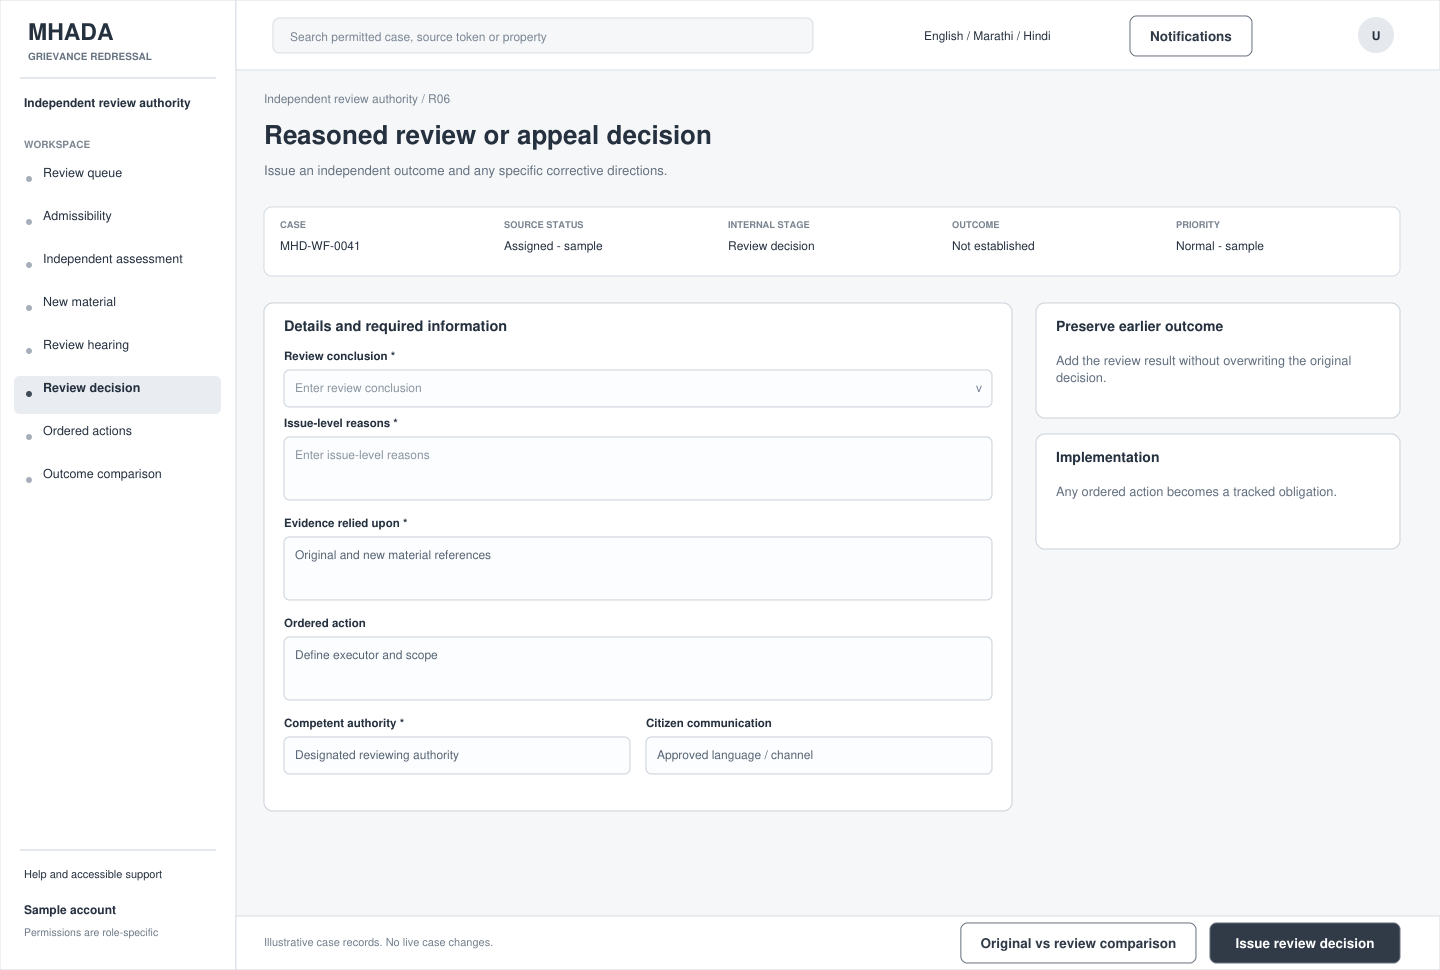 MHADA
GRIEVANCE REDRESSAL
Independent review authority
WORKSPACE
Review queue
Admissibility
Independent assessment
New material
Review hearing
Review decision
Ordered actions
Outcome comparison
Help and accessible support
Sample account
Permissions are role-specific
Search permitted case, source token or property
English / Marathi / Hindi
Notifications
U
Independent review authority / R06
Reasoned review or appeal decision
Issue an independent outcome and any specific corrective directions.
CASE
MHD-WF-0041
SOURCE STATUS
Assigned - sample
INTERNAL STAGE
Review decision
OUTCOME
Not established
PRIORITY
Normal - sample
Details and required information
Review conclusion *
Enter review conclusion v
Issue-level reasons *
Enter issue-level reasons
Evidence relied upon *
Original and new material references
Ordered action
Define executor and scope
Competent authority *
Designated reviewing authority
Citizen communication
Approved language / channel
Preserve earlier outcome
Add the review result without overwriting the original
decision.
Implementation
Any ordered action becomes a tracked obligation.
Illustrative case records. No live case changes.
Original vs review comparison
Issue review decision